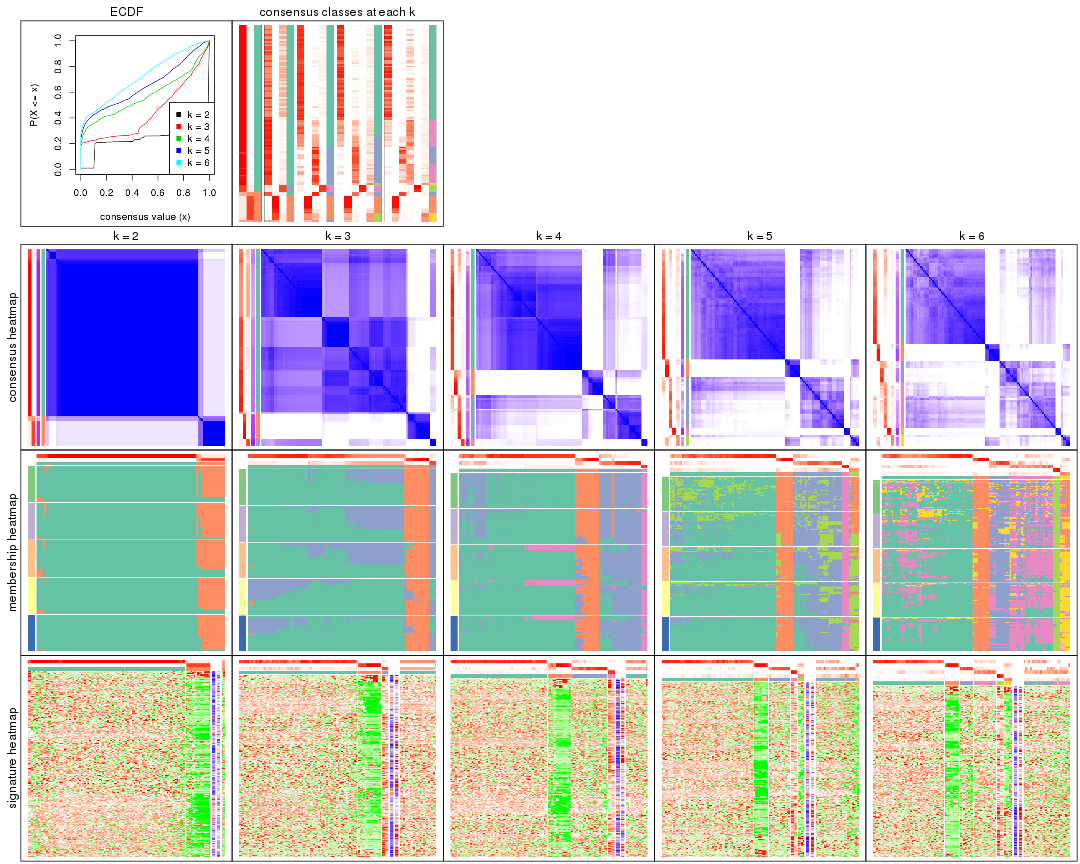 ECDF
consensus classes at each k
P(X <= x)
0.0 0.2 0.4 0.6 0.8 1.0
k = 2
k = 3
k = 4
k = 5
k = 6
0.0 0.2 0.4 0.6 0.8 1.0
consensus value (x)
k = 2 k = 3 k = 4 k = 5 k = 6
consensus heatmap
membership heatmap
signature heatmap